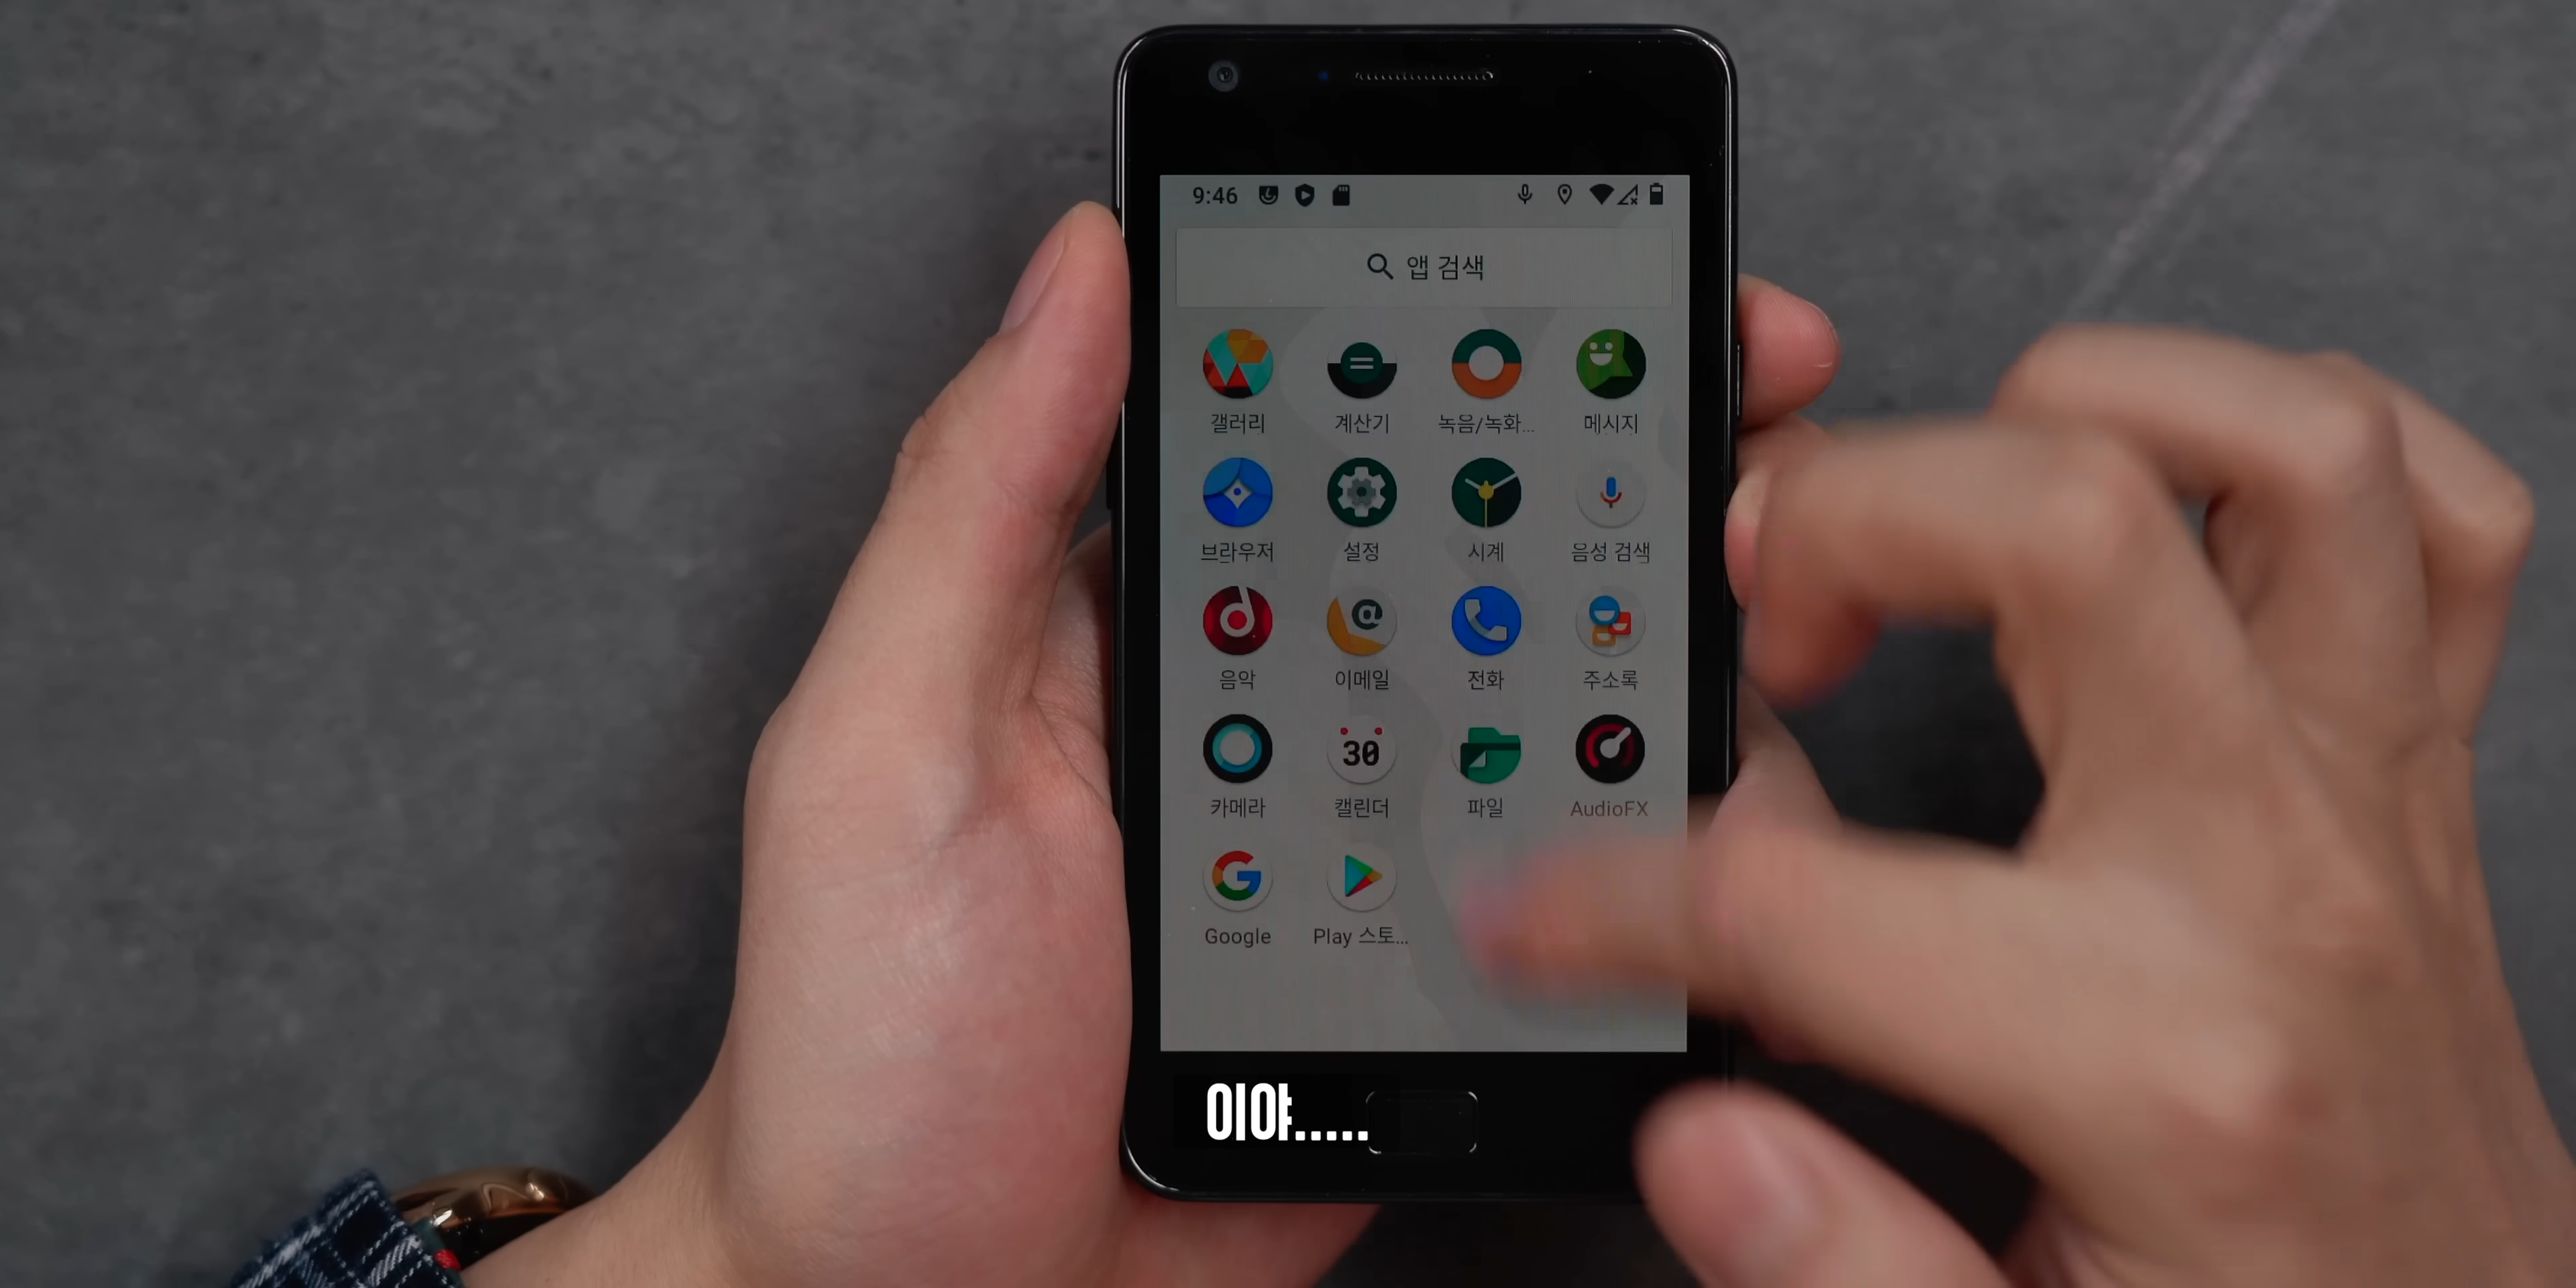 9:46
앱 검색
갤러리 계산기 녹음/녹화... 메시지
브라우저 설정 시계 음성 검색
음악 이메일 전화 주소록
30
카메라 캘린더 파일 AudioFX
Google Play 스토...
이야.....